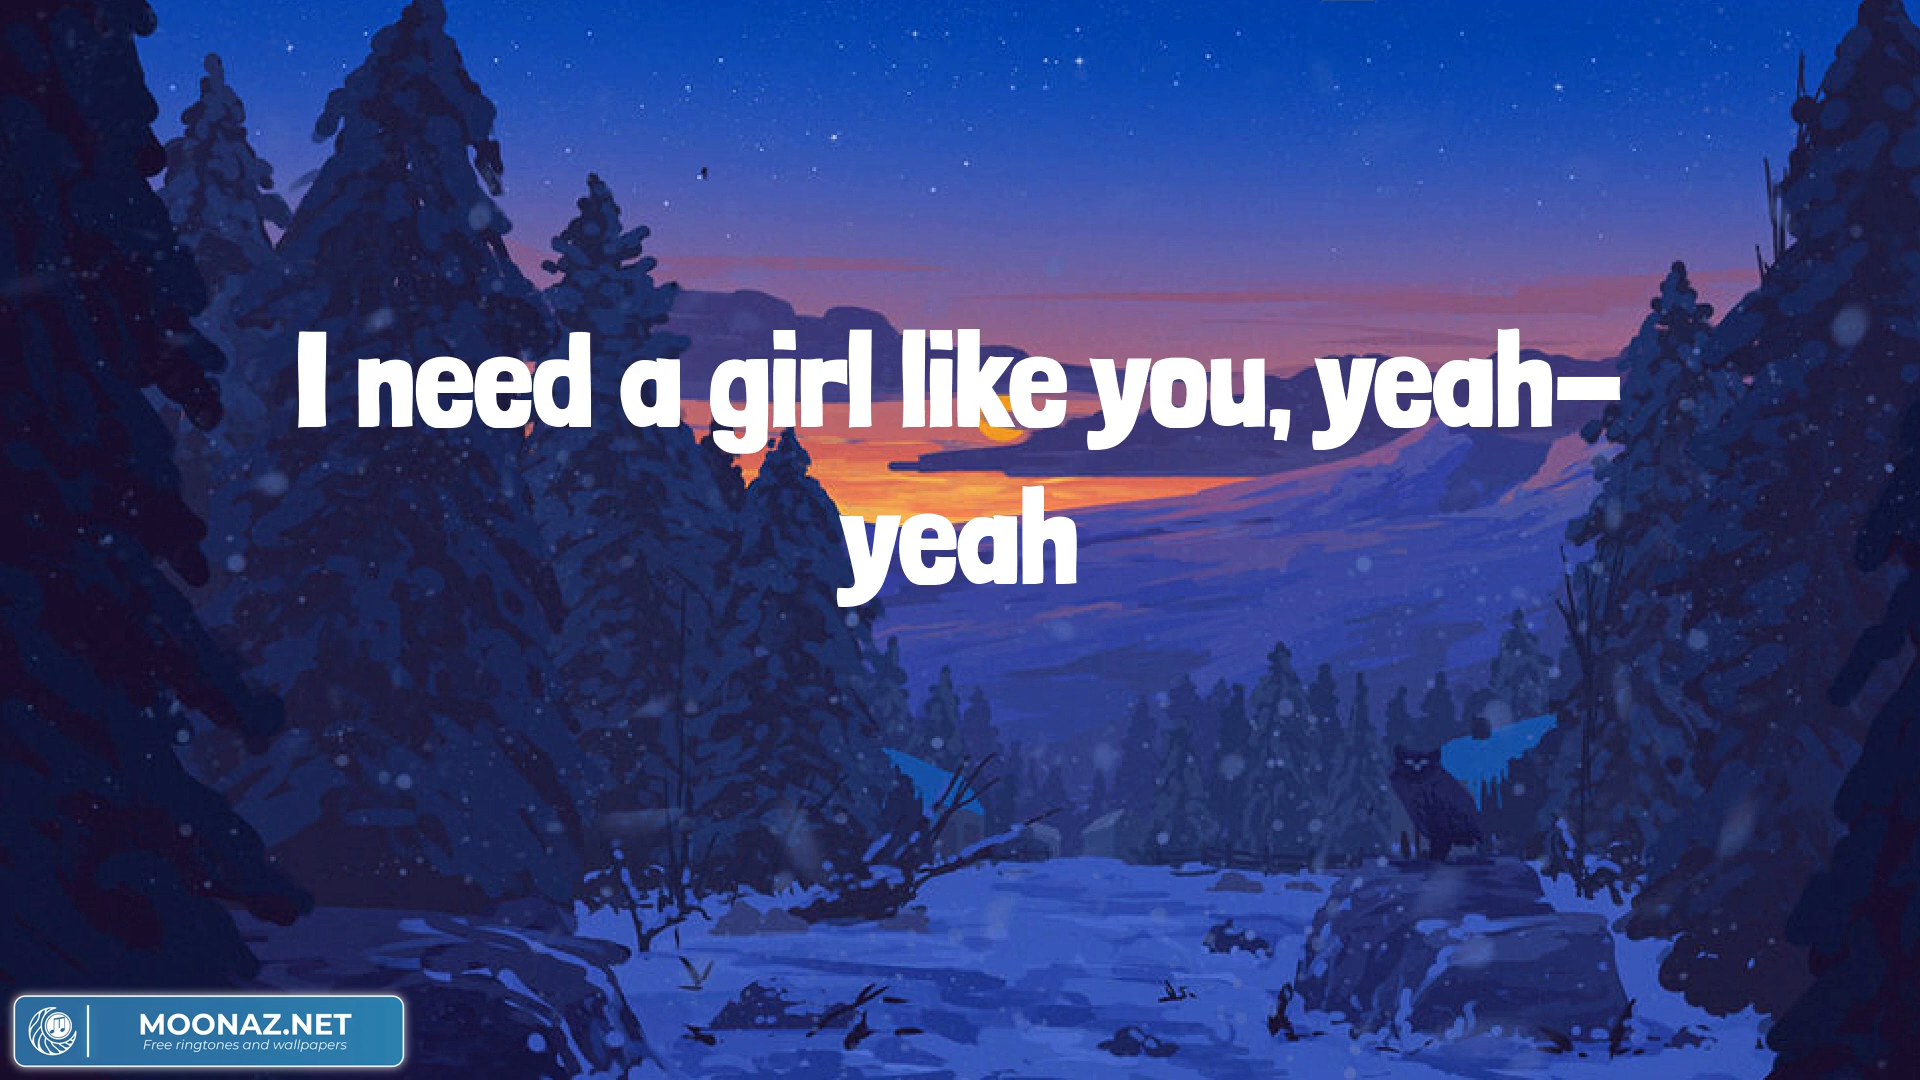 I need a girl like you, yeah-
yeah
MOONAZ.NET
Free ringtones and wallpapers